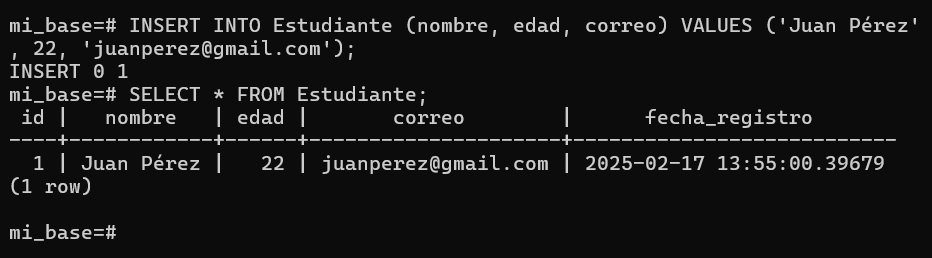 mi_base=# INSERT INTO Estudiante (nombre, edad, correo) VALUES ('Juan Pérez'
, 22, 'juanperez@gmail.com');
INSERT 0 1
mi_base=# SELECT * FROM Estudiante;
 id |   nombre   | edad |       correo        |      fecha_registro
----+------------+------+---------------------+---------------------------
  1 | Juan Pérez |   22 | juanperez@gmail.com | 2025-02-17 13:55:00.39679
(1 row)
mi_base=#